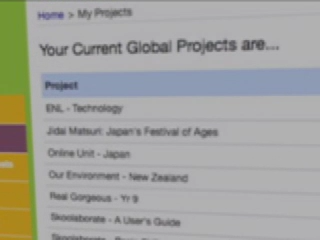 Home > My Projects
Your Current Global Projects are...
Project
ENL - Technology
Jidai Matsuri: Japan's Festival of Ages
Online Unit - Japan
Our Environment - New Zealand
Real Gorgeous - Yr 9
Skoolaborate - A User's Guide
Skoolaborate -